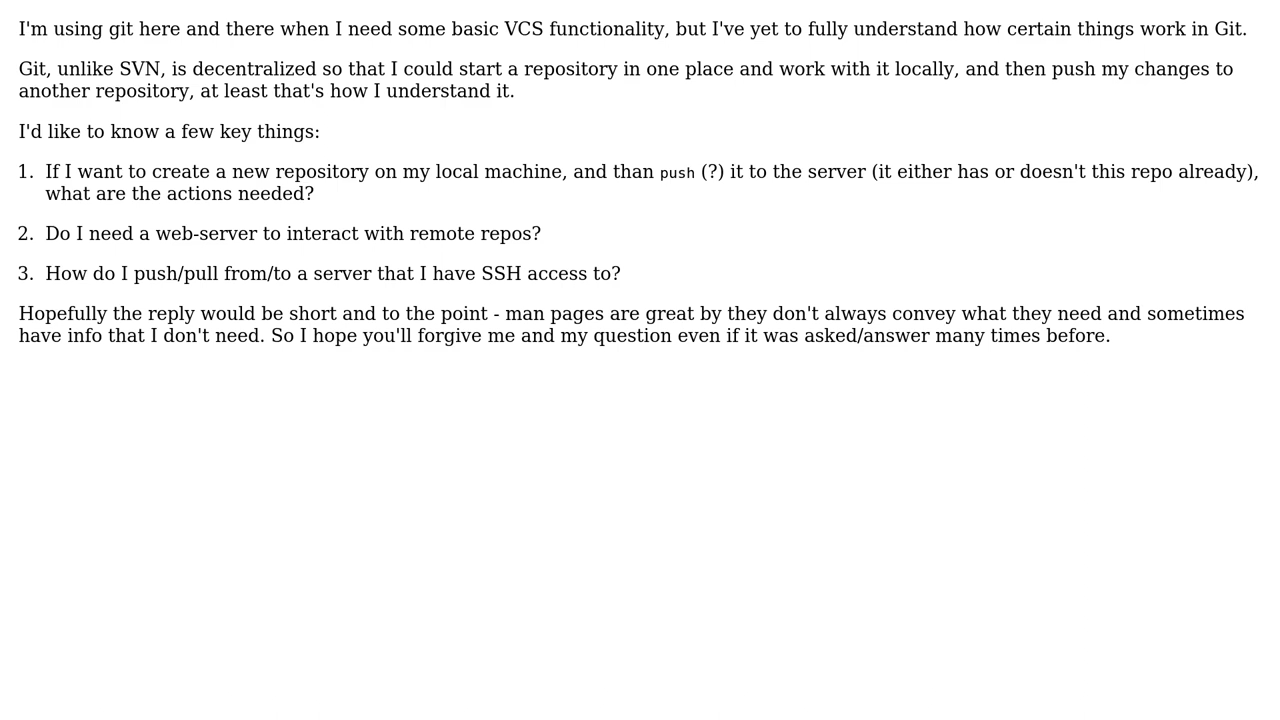 I'm using git here and there when I need some basic VCS functionality, but I've yet to fully understand how certain things work in Git.
Git, unlike SVN, is decentralized so that I could start a repository in one place and work with it locally, and then push my changes to
another repository, at least that's how I understand it.
I'd like to know a few key things:
1. If I want to create a new repository on my local machine, and than push (?) it to the server (it either has or doesn't this repo already),
what are the actions needed?
2. Do I need a web-server to interact with remote repos?
3. How do I push/pull from/to a server that I have SSH access to?
Hopefully the reply would be short and to the point - man pages are great by they don't always convey what they need and sometimes
have info that I don't need. So I hope you'll forgive me and my question even if it was asked/answer many times before.